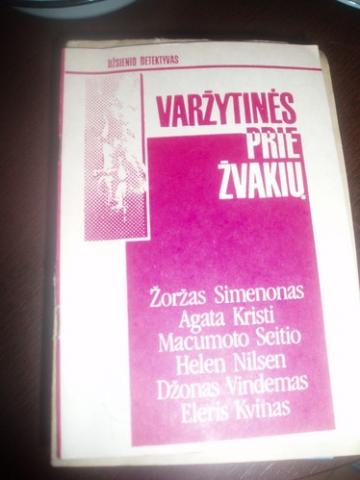 UŽSIENIO DETEKTYVAS
VARŽYTINĖS
PRIE
ŽVAKIŲ
Žoržas Simenonas
Agata Kristi
Macumoto Seitio
Helen Nilsen
Džonas Vindemas
Eleris Kvinas